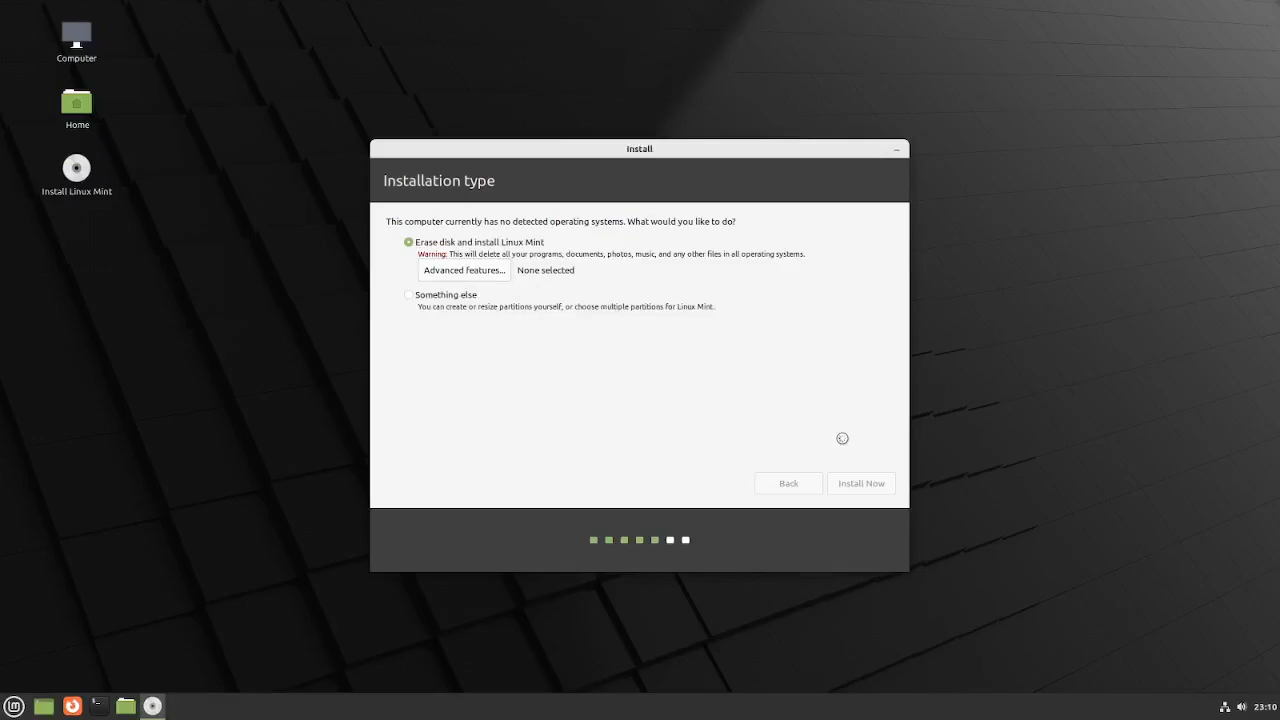 Computer
Home
Install Linux Mint
Install
Installation type
This computer currently has no detected operating systems. What would you like to do?
Erase disk and install Linux Mint
Warning: This will delete all your programs, documents, photos, music, and any other files in all operating systems.
Advanced features... None selected
Something else
You can create or resize partitions yourself, or choose multiple partitions for Linux Mint.
Back Install Now
23:10